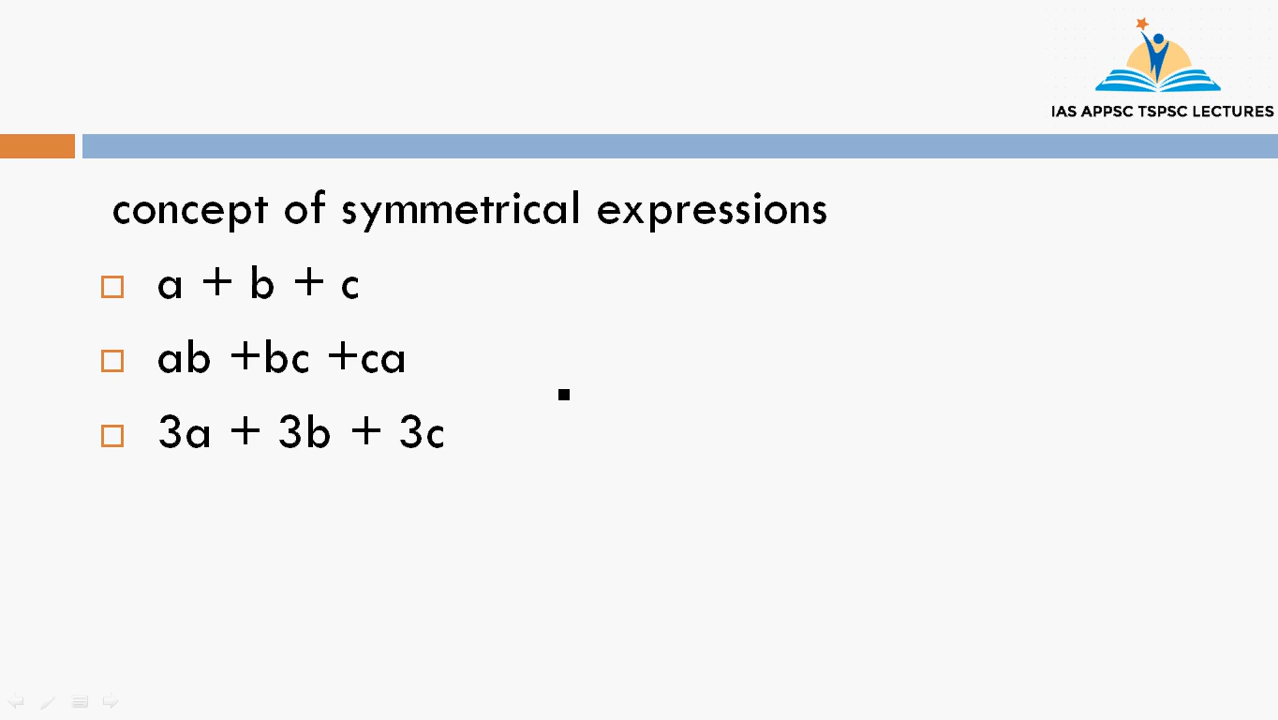 IAS APPSC TSPSC LECTURES
concept of symmetrical expressions
a + b + c
ab +bc +ca
3a + 3b + 3c